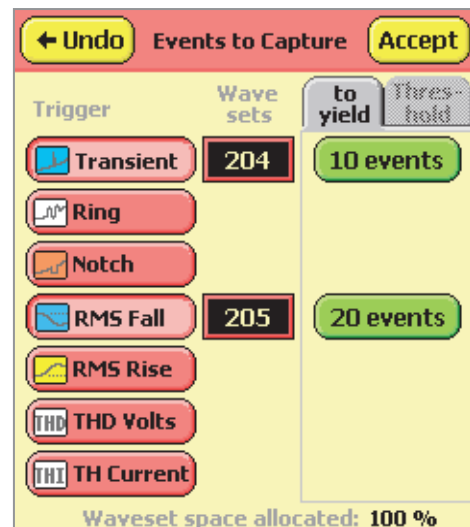 Undo Events to Capture Accept
Trigger Wave sets to yield Thres-hold
Transient 204 10 events
Ring
Notch
RMS Fall 205 20 events
RMS Rise
THD THD Volts
THI TH Current
Waveset space allocated: 100 %